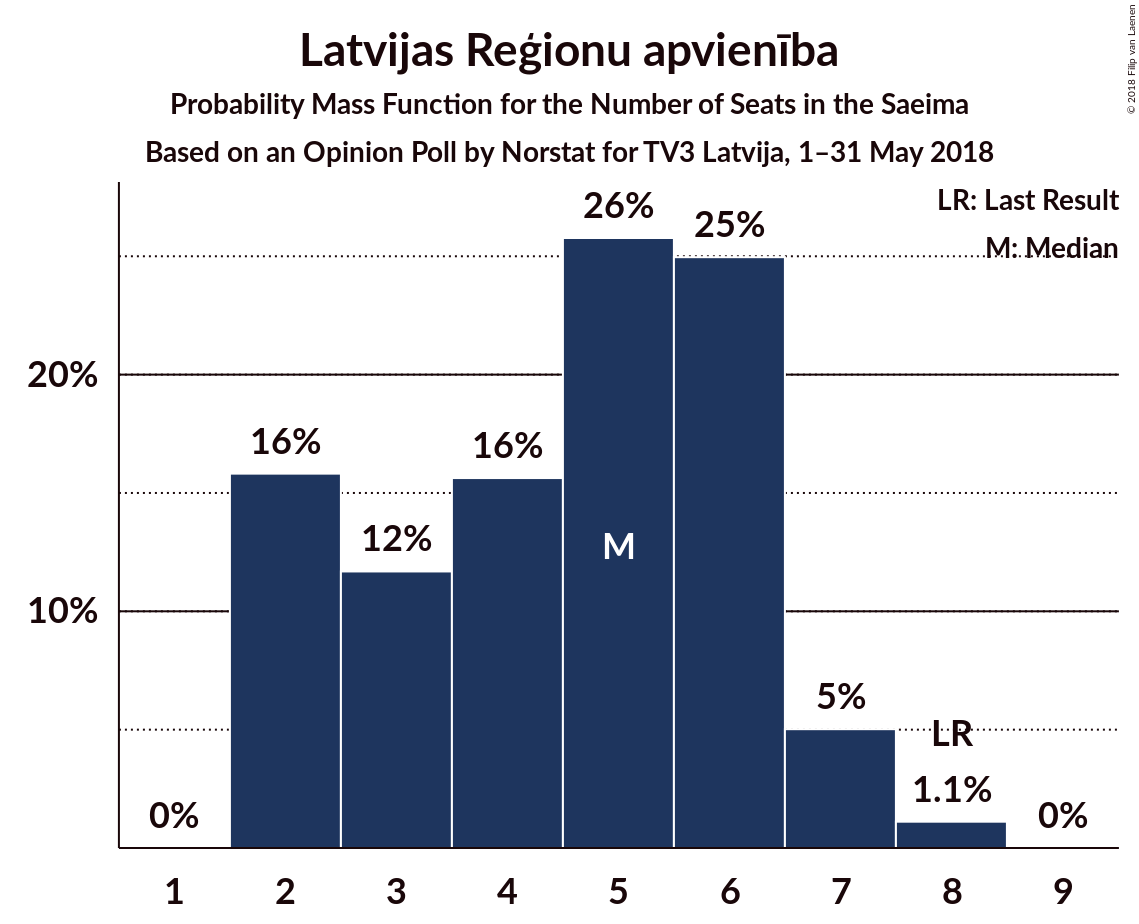 Latvijas Reģionu apvienība
Probability Mass Function for the Number of Seats in the Saeima
Based on an Opinion Poll by Norstat for TV3 Latvija, 1–31 May 2018
© 2018 Filip van Laenen
LR: Last Result
M: Median
26%
25%
20%
16%
16%
12%
M
10%
5%
LR
1.1%
0%
0%
1 2 3 4 5 6 7 8 9